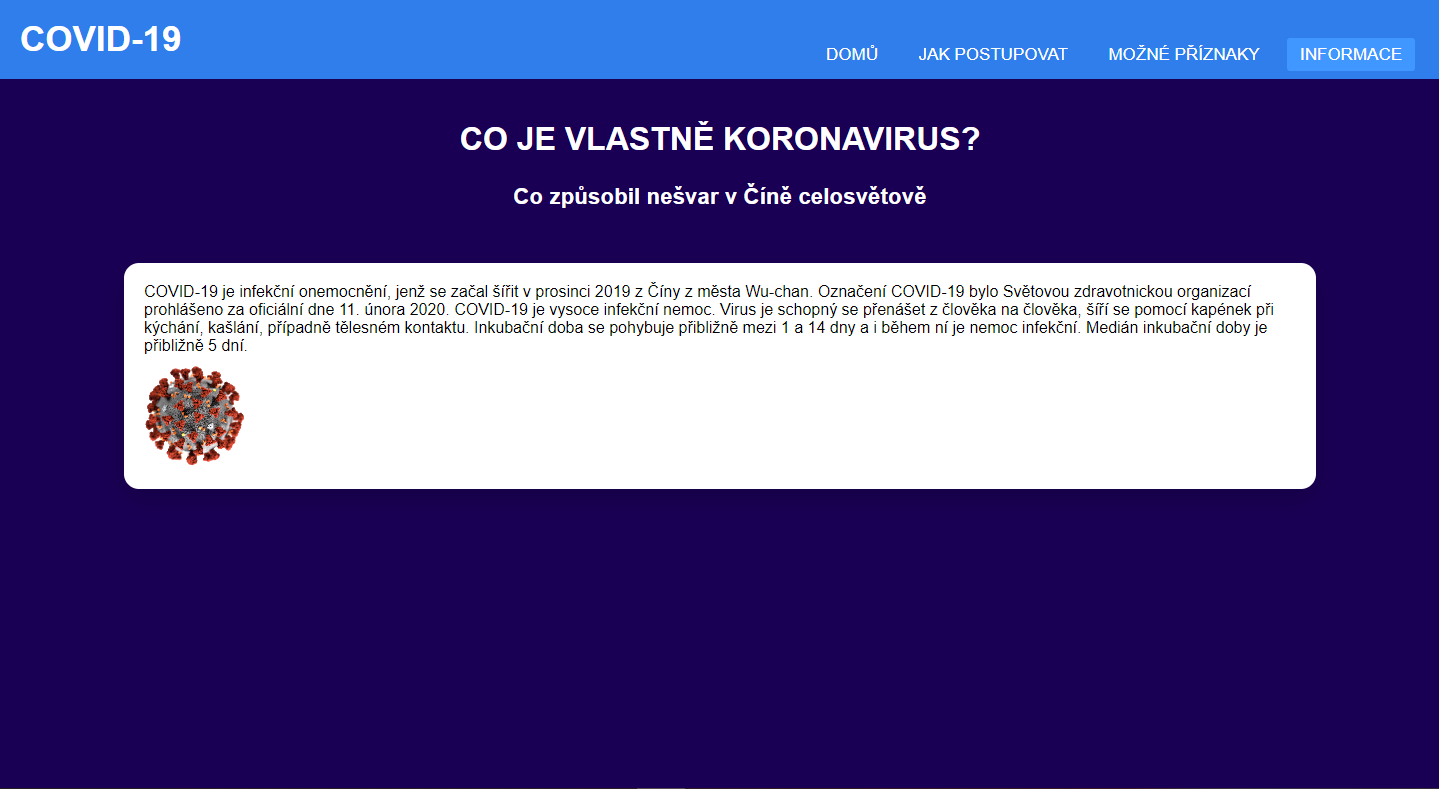 COVID-19
DOMŮ JAK POSTUPOVAT MOŽNÉ PŘÍZNAKY INFORMACE
CO JE VLASTNĚ KORONAVIRUS?
Co způsobil nešvar v Číně celosvětově
COVID-19 je infekční onemocnění, jenž se začal šířit v prosinci 2019 z Číny z města Wu-chan. Označení COVID-19 bylo Světovou zdravotnickou organizací
prohlášeno za oficiální dne 11. února 2020. COVID-19 je vysoce infekční nemoc. Virus je schopný se přenášet z člověka na člověka, šíří se pomocí kapének při
kýchání, kašlání, případně tělesném kontaktu. Inkubační doba se pohybuje přibližně mezi 1 a 14 dny a i během ní je nemoc infekční. Medián inkubační doby je
přibližně 5 dní.